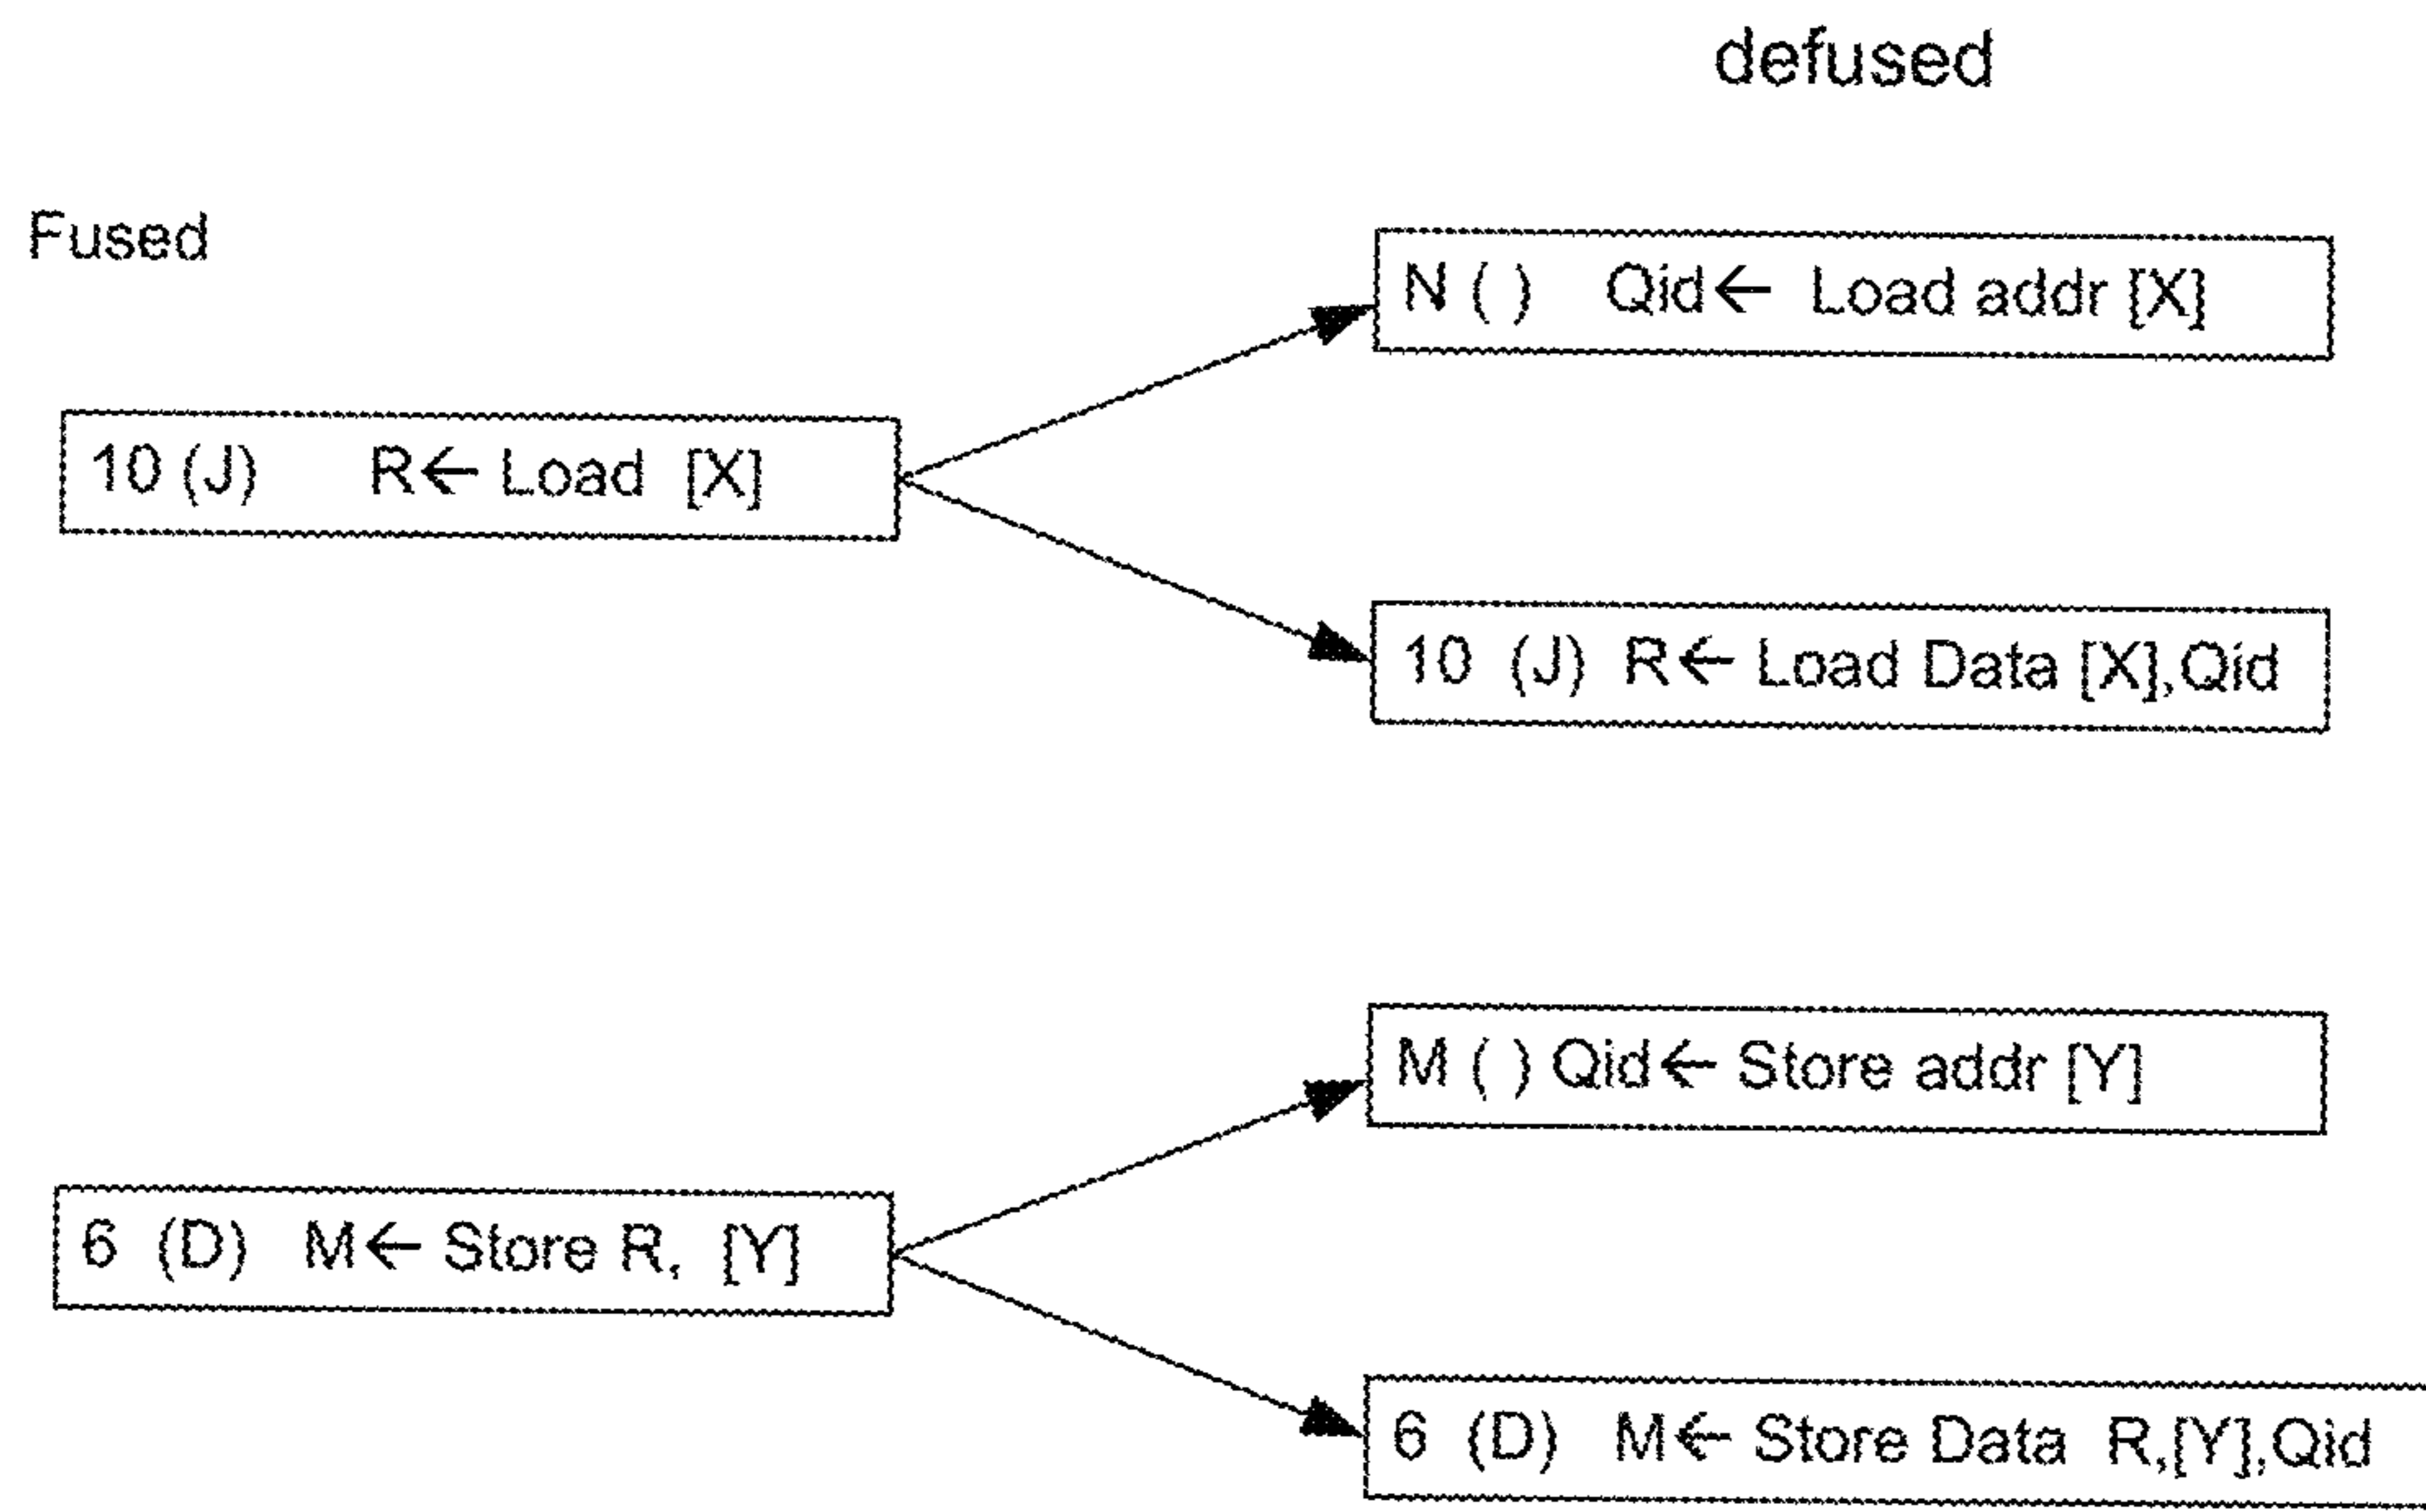 defused
Fused
N ( ) Qid← Load addr [X]
10 (J) R← Load [X]
10 (J) R← Load Data [X],Qid
M ( ) Qid← Store addr [Y]
6 (D) M← Store R, [Y]
6 (D) M← Store Data R,[Y],Qid